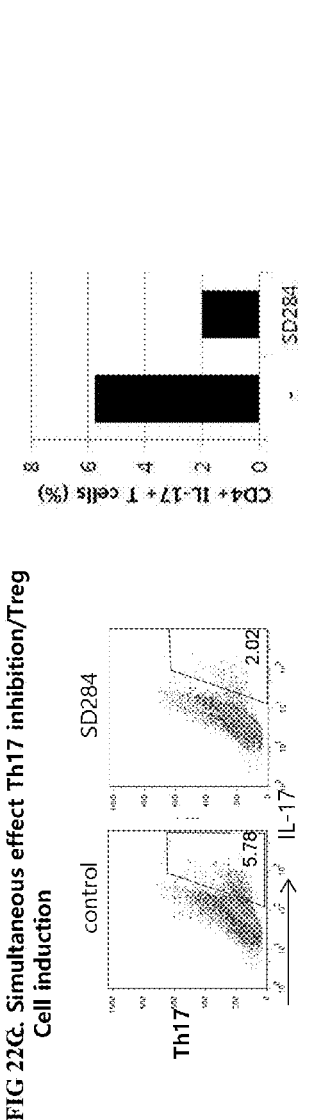 FIG 22G. Simultaneous effect Th17 inhibition/Treg
Cell induction
control
SD284
Th17
5.78
2.02
IL-17
CD4+ IL-17+ T cells (%)
8
6
4
2
0
-
SD284